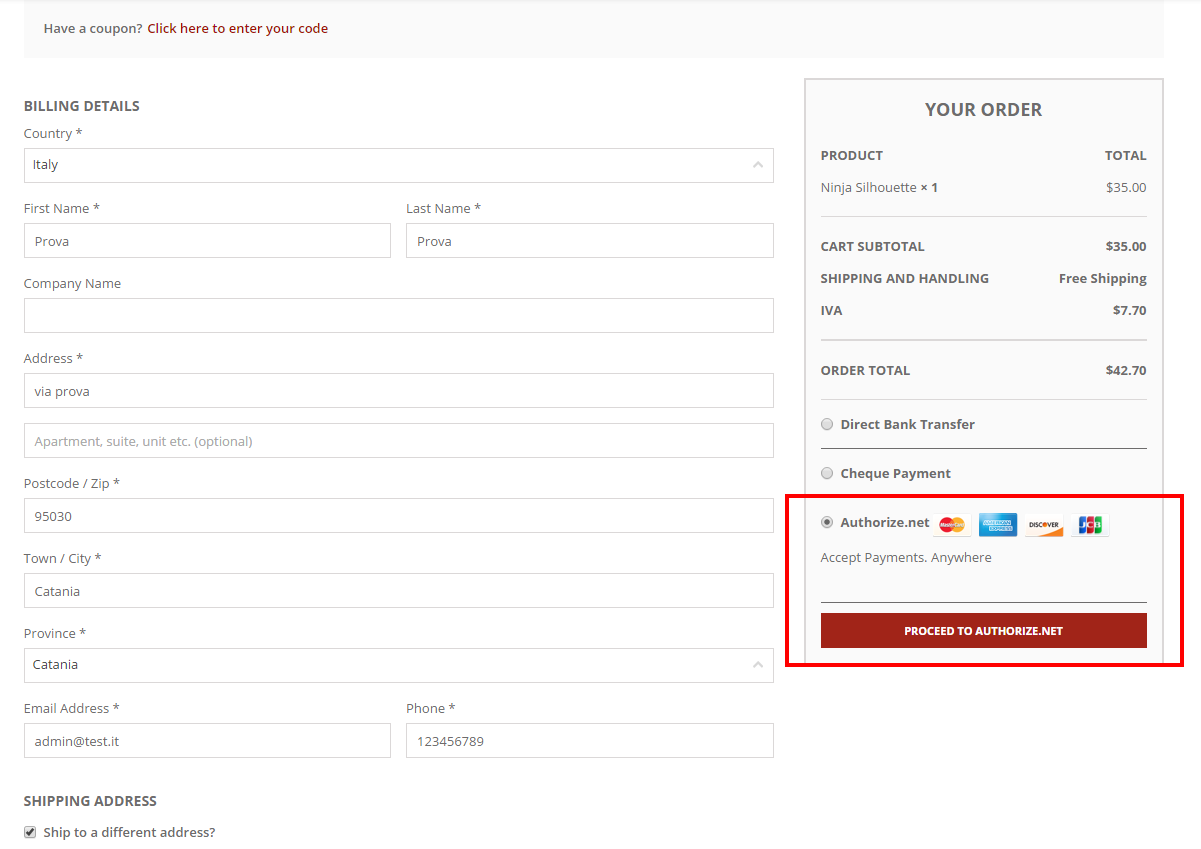 Have a coupon? Click here to enter your code
BILLING DETAILS
Country *
Italy
First Name *
Last Name *
Prova
Prova
Company Name
Address *
via prova
Apartment, suite, unit etc. (optional)
Postcode / Zip *
95030
Town / City *
Catania
Province *
Catania
Email Address *
Phone *
admin@test.it
123456789
SHIPPING ADDRESS
Ship to a different address?
YOUR ORDER
PRODUCT TOTAL
Ninja Silhouette × 1 $35.00
CART SUBTOTAL $35.00
SHIPPING AND HANDLING Free Shipping
IVA $7.70
ORDER TOTAL $42.70
Direct Bank Transfer
Cheque Payment
Authorize.net MasterCard AMERICAN EXPRESS DISCOVER JCB
Accept Payments. Anywhere
PROCEED TO AUTHORIZE.NET